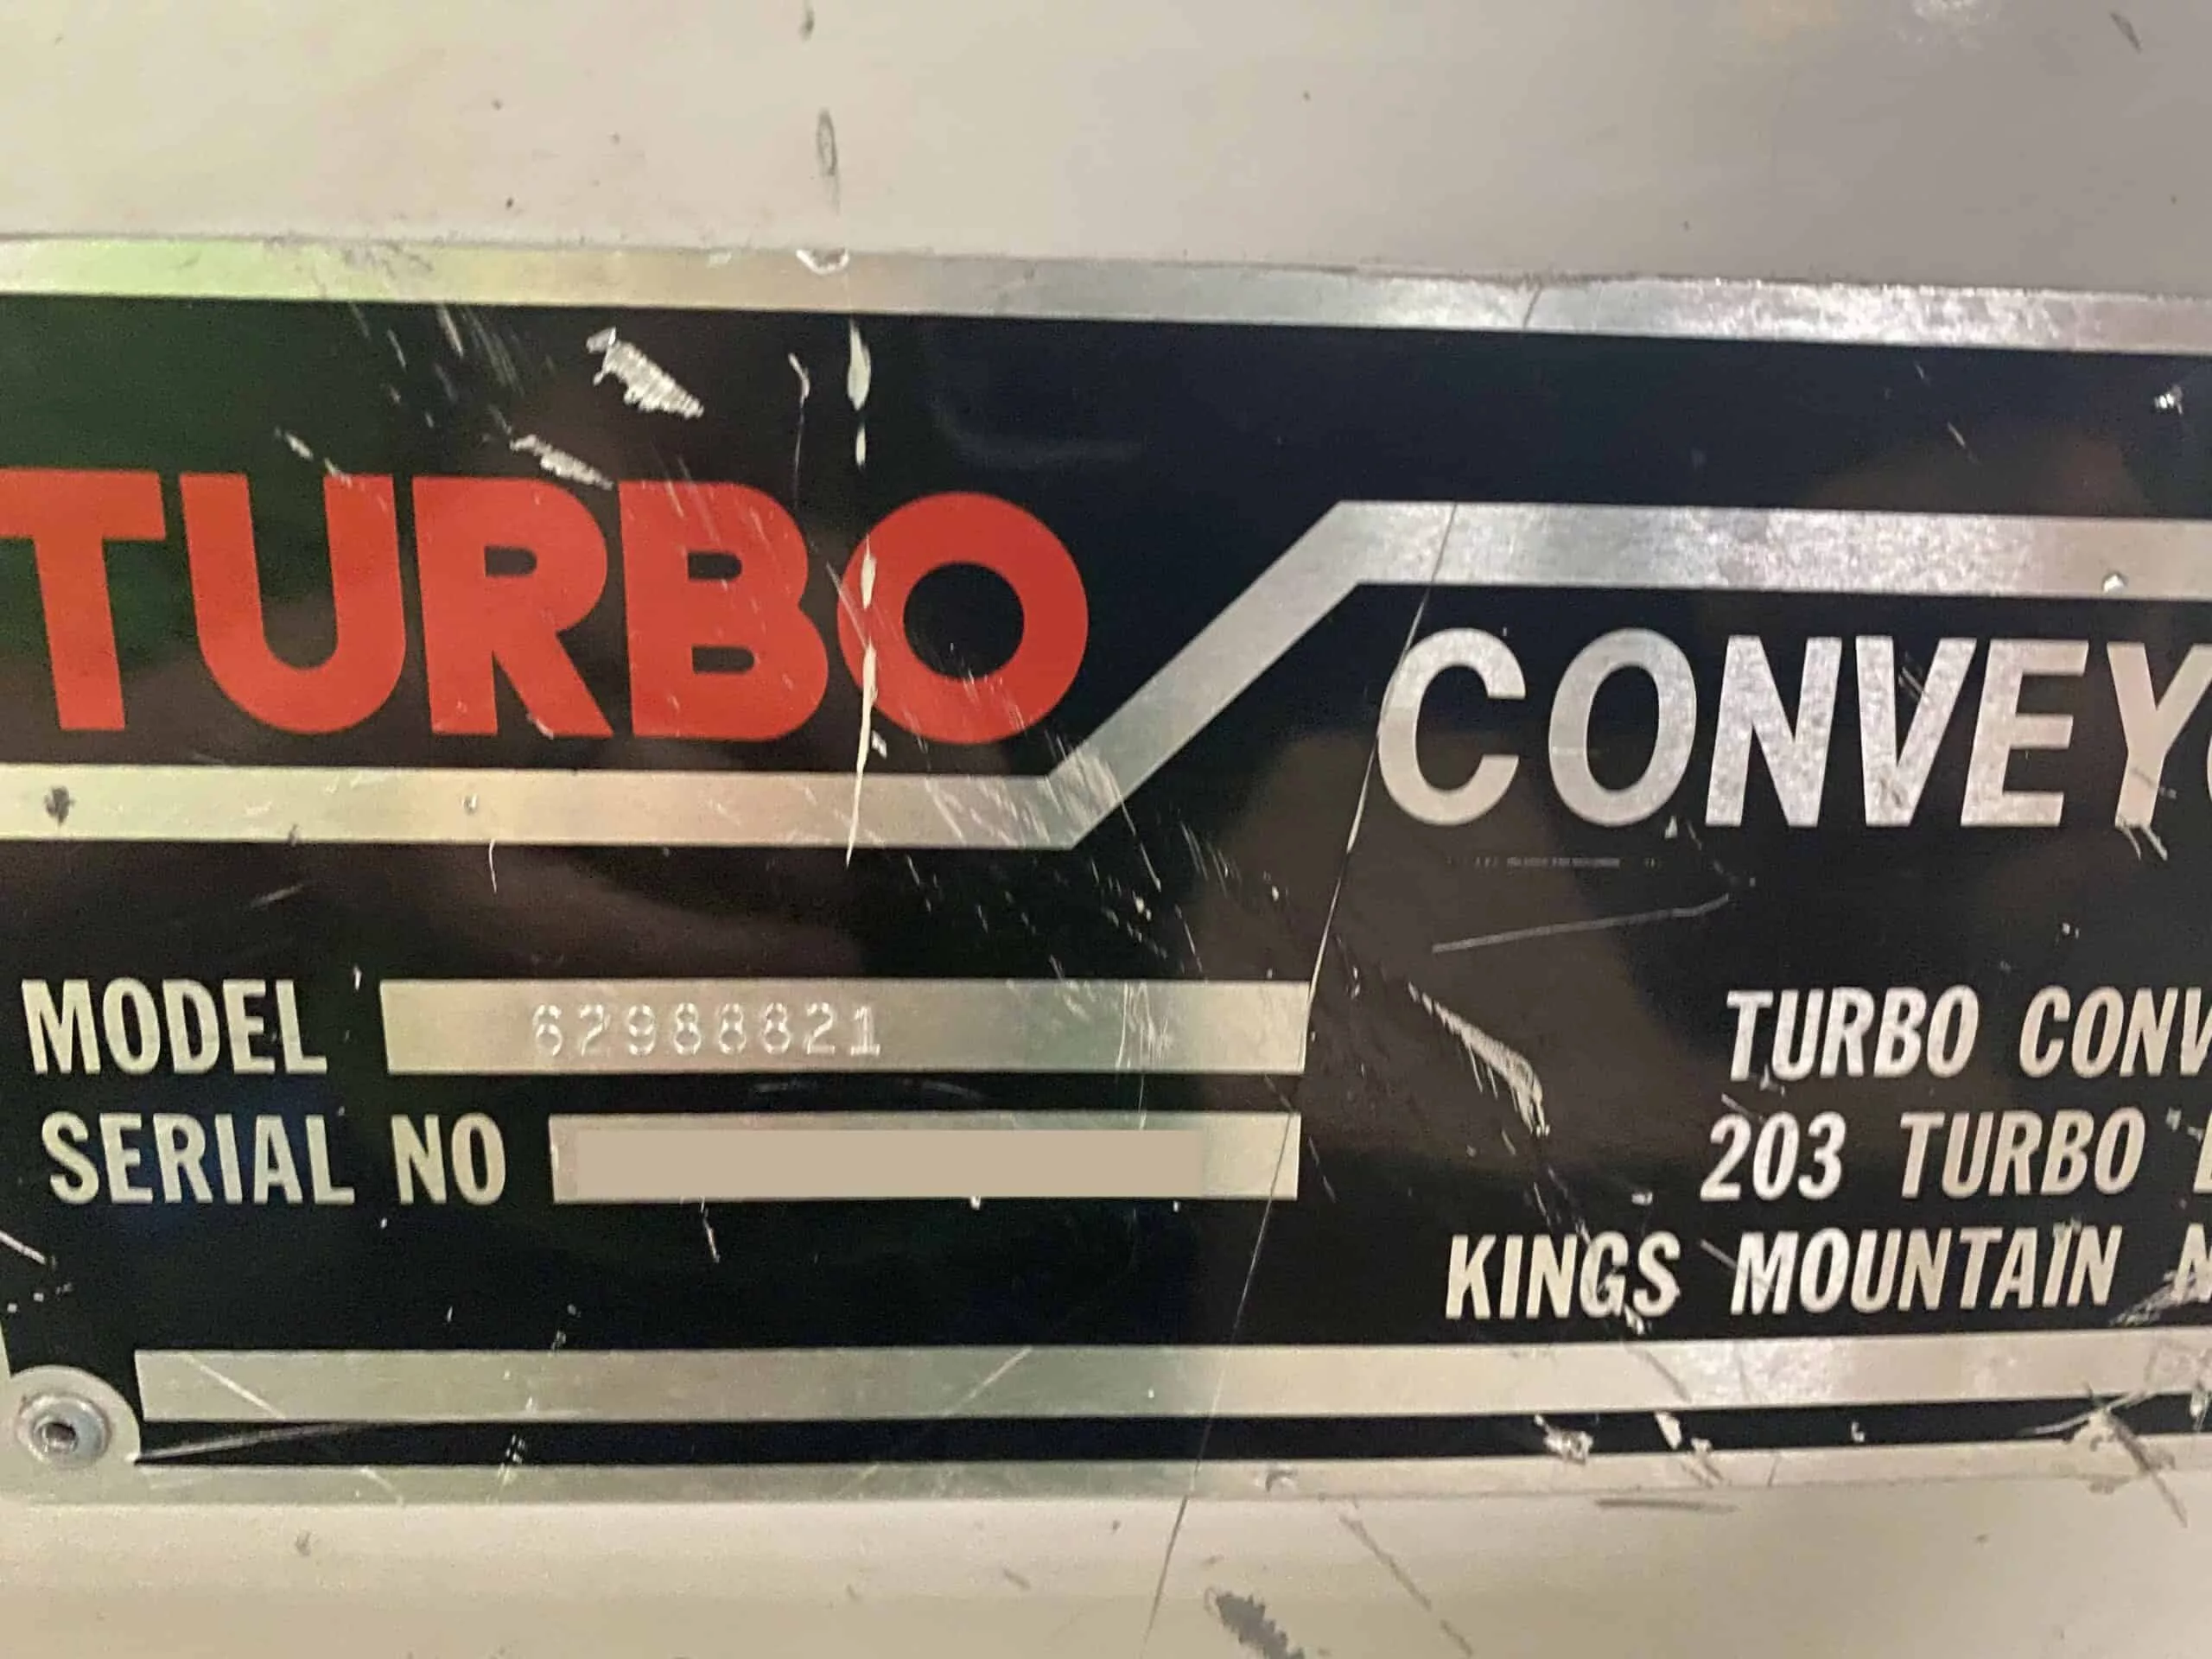 TURBO
CONVEY
MODEL 62988821
SERIAL NO
TURBO CONV
203 TURBO
KINGS MOUNTAIN N